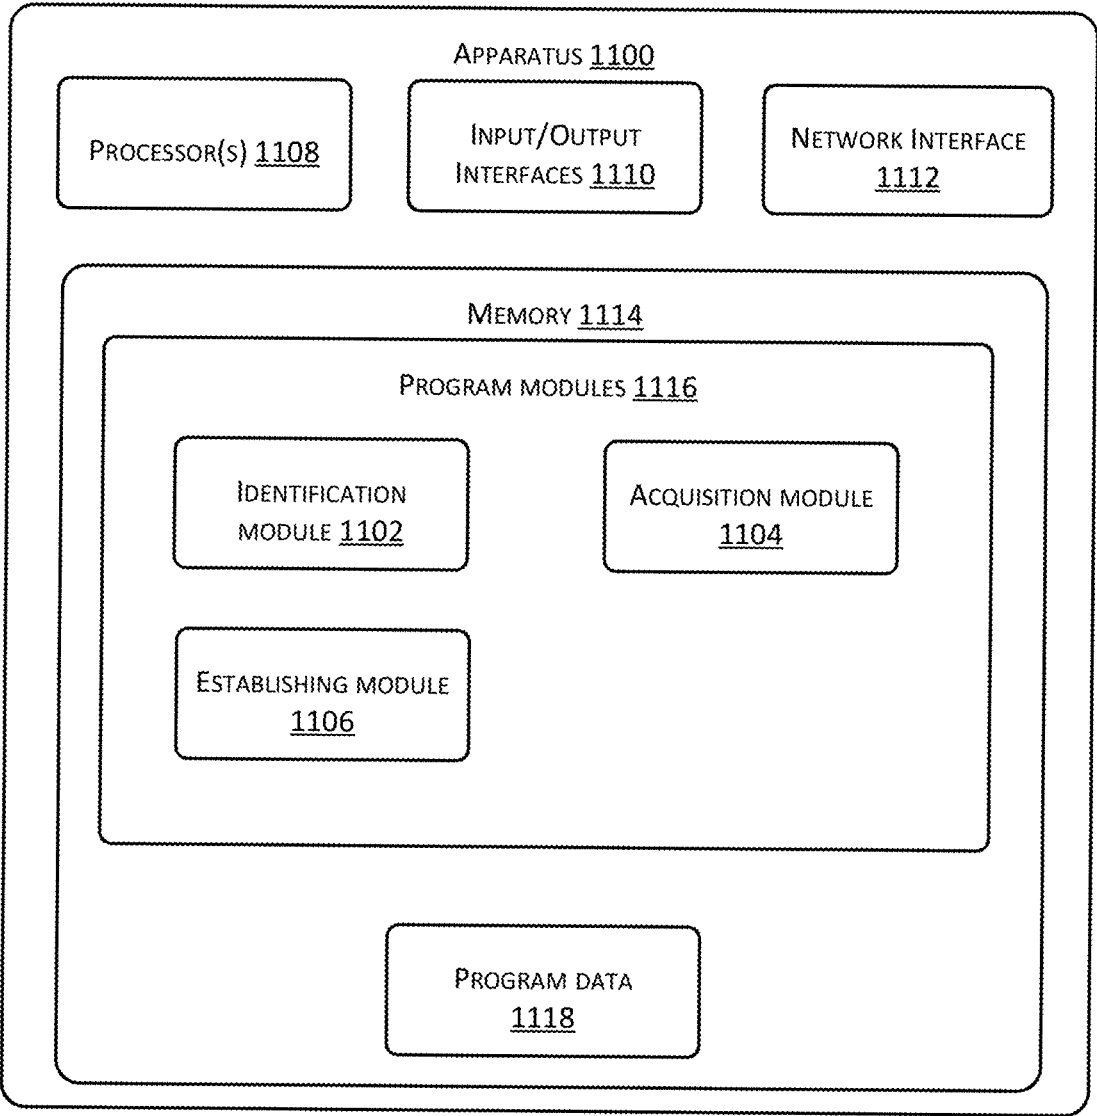 APPARATUS 1100
PROCESSOR(S) 1108
INPUT/OUTPUT
INTERFACES 1110
NETWORK INTERFACE
1112
MEMORY 1114
PROGRAM MODULES 1116
IDENTIFICATION
MODULE 1102
ACQUISITION MODULE
1104
ESTABLISHING MODULE
1106
PROGRAM DATA
1118